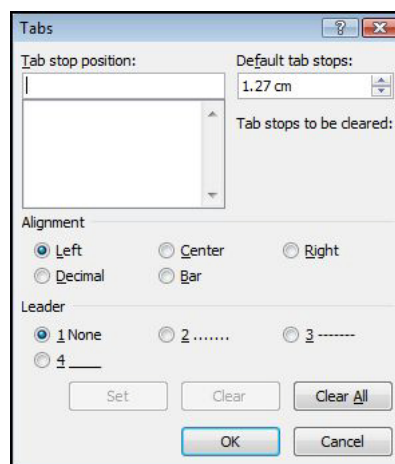 Tabs
Tab stop position:
Default tab stops:
1.27 cm
Tab stops to be cleared:
Alignment
Left
Center
Right
Decimal
Bar
Leader
1 None
2 .......
3 -------
4 ____
Set
Clear
Clear All
OK
Cancel